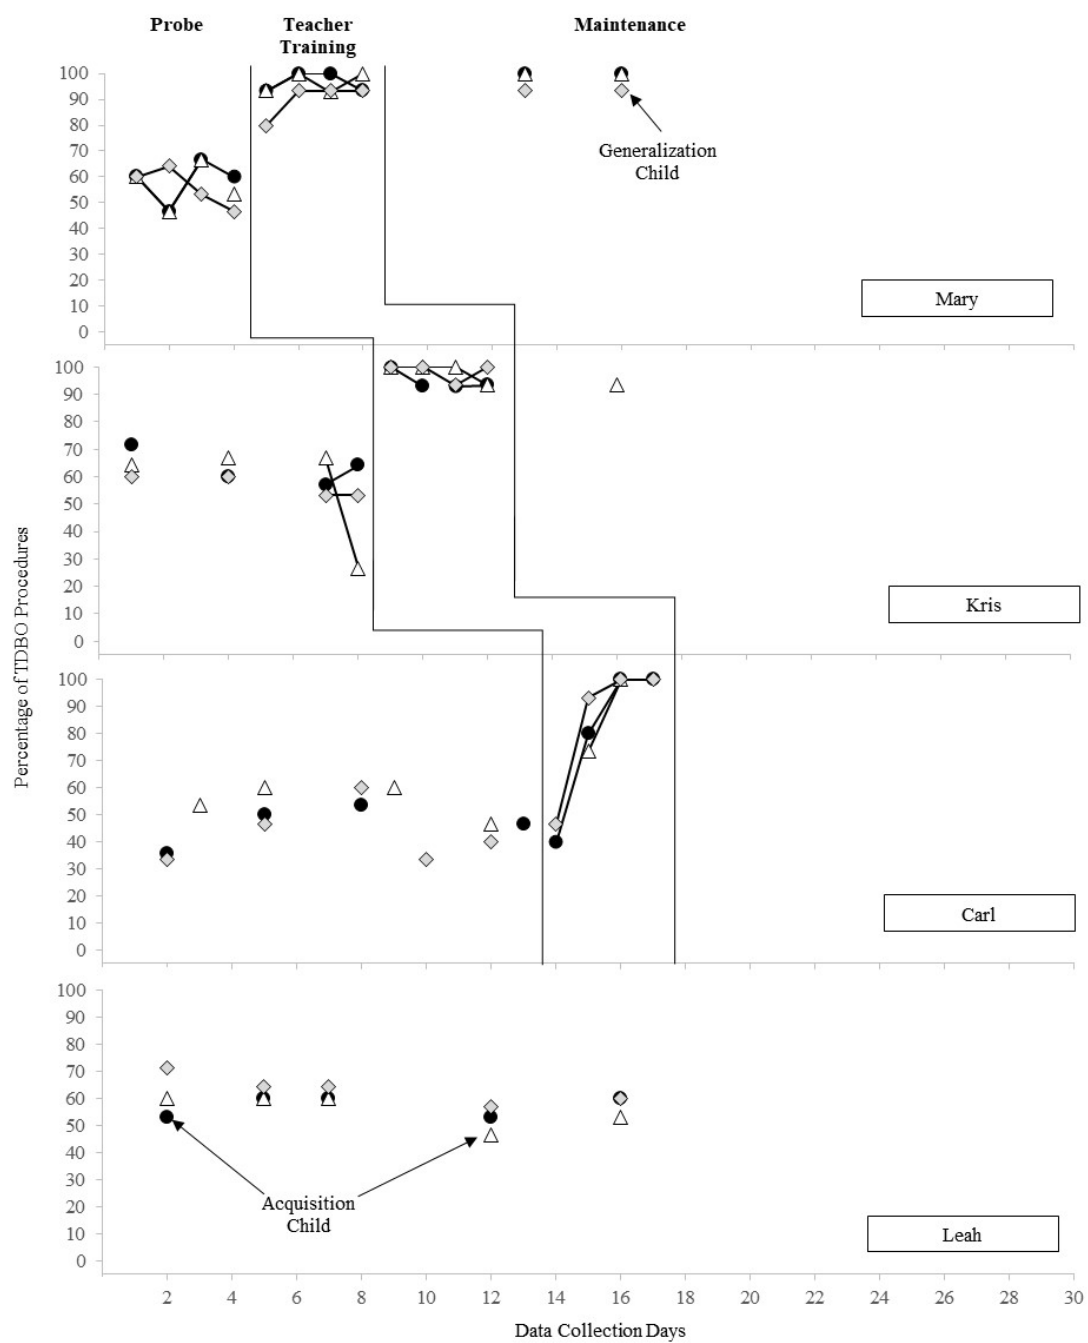 Probe
Teacher
Training
Maintenance
100
90
80
70
60
50
40
30
20
10
0
Generalization
Child
Mary
100
90
80
70
60
50
40
30
20
10
0
Kris
Percentage of TDBO Procedures
100
90
80
70
60
50
40
30
20
10
0
Carl
100
90
80
70
60
50
40
30
20
10
0
Acquisition
Child
Leah
2 4 6 8 10 12 14 16 18 20 22 24 26 28 30
Data Collection Days